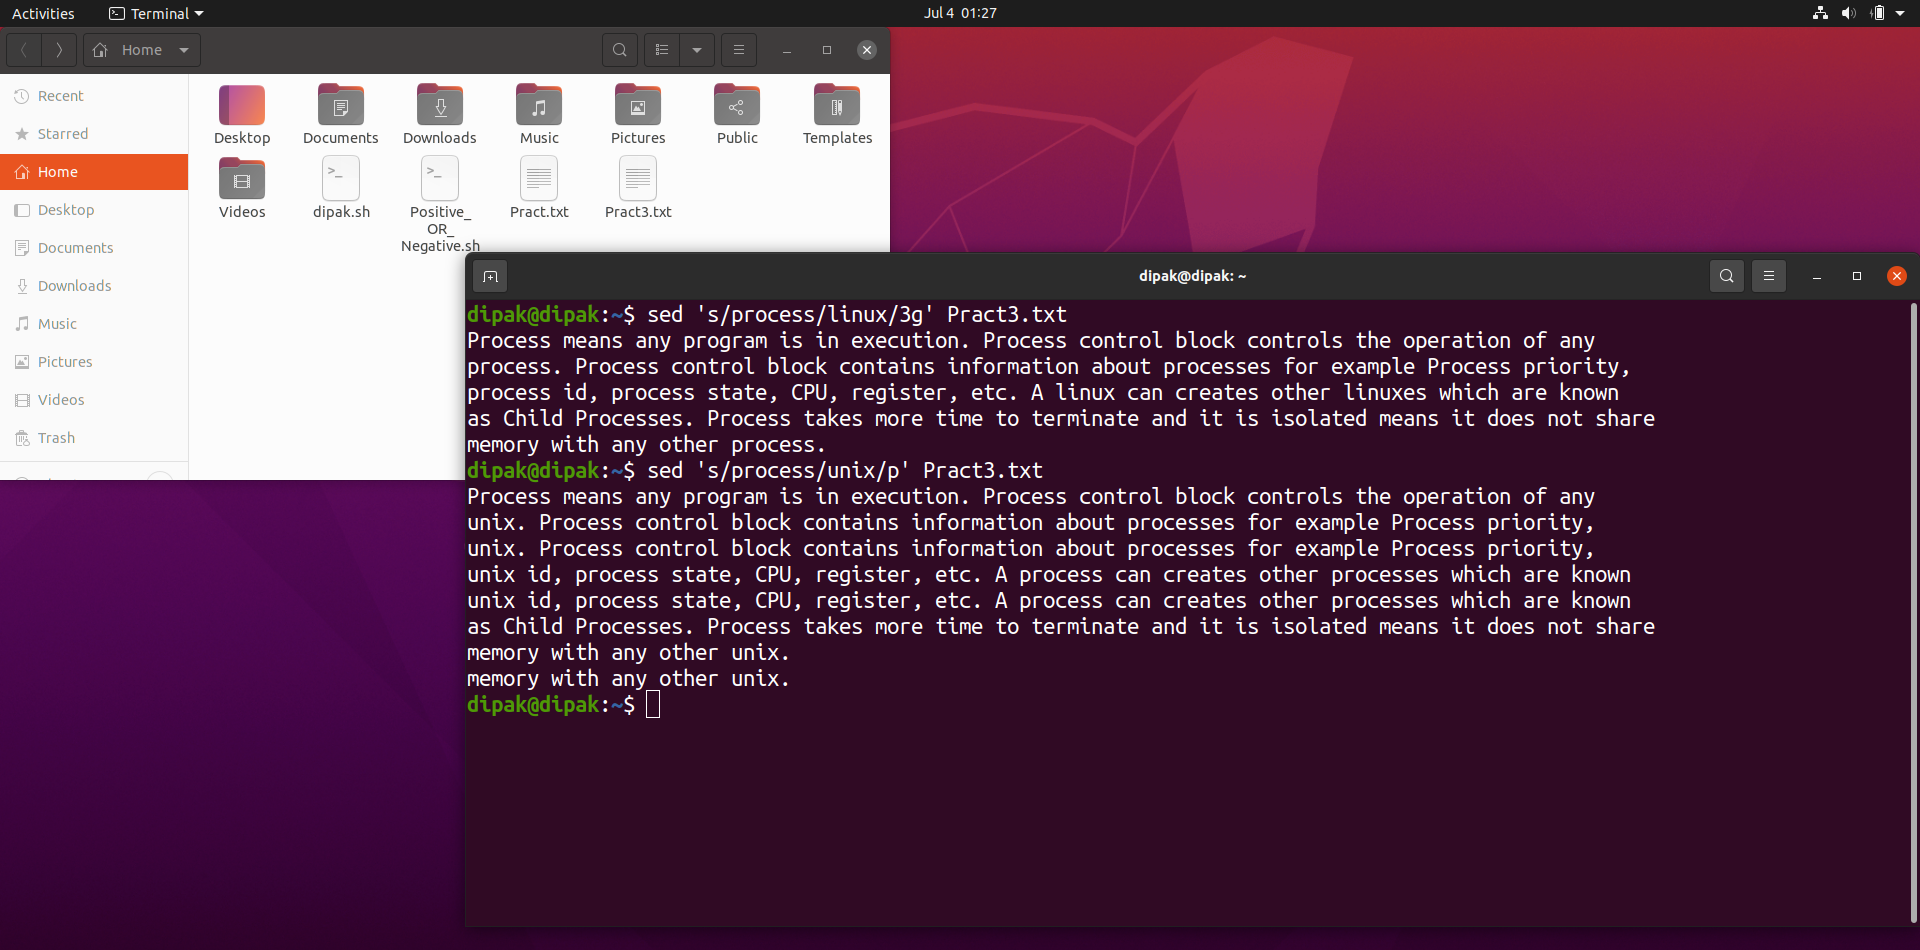 Activities
Terminal
Jul 4 01:27
Home
Recent
Starred
Home
Desktop
Documents
Downloads
Music
Pictures
Videos
Trash
Desktop
Documents
Downloads
Music
Pictures
Public
Templates
Videos
dipak.sh
Positive_
OR_
Negative.sh
Pract.txt
Pract3.txt
dipak@dipak: ~
dipak@dipak:~$ sed 's/process/linux/3g' Pract3.txt
Process means any program is in execution. Process control block controls the operation of any
process. Process control block contains information about processes for example Process priority,
process id, process state, CPU, register, etc. A linux can creates other linuxes which are known
as Child Processes. Process takes more time to terminate and it is isolated means it does not share
memory with any other process.
dipak@dipak:~$ sed 's/process/unix/p' Pract3.txt
Process means any program is in execution. Process control block controls the operation of any
unix. Process control block contains information about processes for example Process priority,
unix. Process control block contains information about processes for example Process priority,
unix id, process state, CPU, register, etc. A process can creates other processes which are known
unix id, process state, CPU, register, etc. A process can creates other processes which are known
as Child Processes. Process takes more time to terminate and it is isolated means it does not share
memory with any other unix.
memory with any other unix.
dipak@dipak:~$